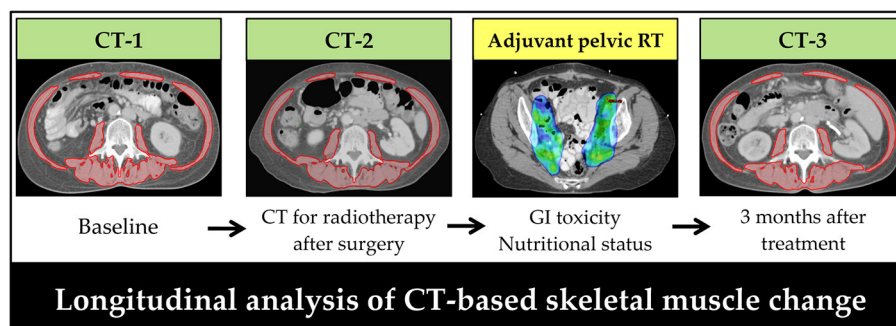 CT-1
CT-2
Adjuvant pelvic RT
CT-3
Baseline
CT for radiotherapy
after surgery
GI toxicity
Nutritional status
3 months after
treatment
Longitudinal analysis of CT-based skeletal muscle change